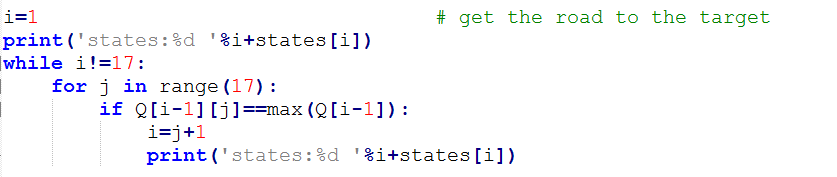 i=1                                  # get the road to the target
print('states:%d '%i+states[i])
while i!=17:
    for j in range(17):
        if Q[i-1][j]==max(Q[i-1]):
            i=j+1
            print('states:%d '%i+states[i])